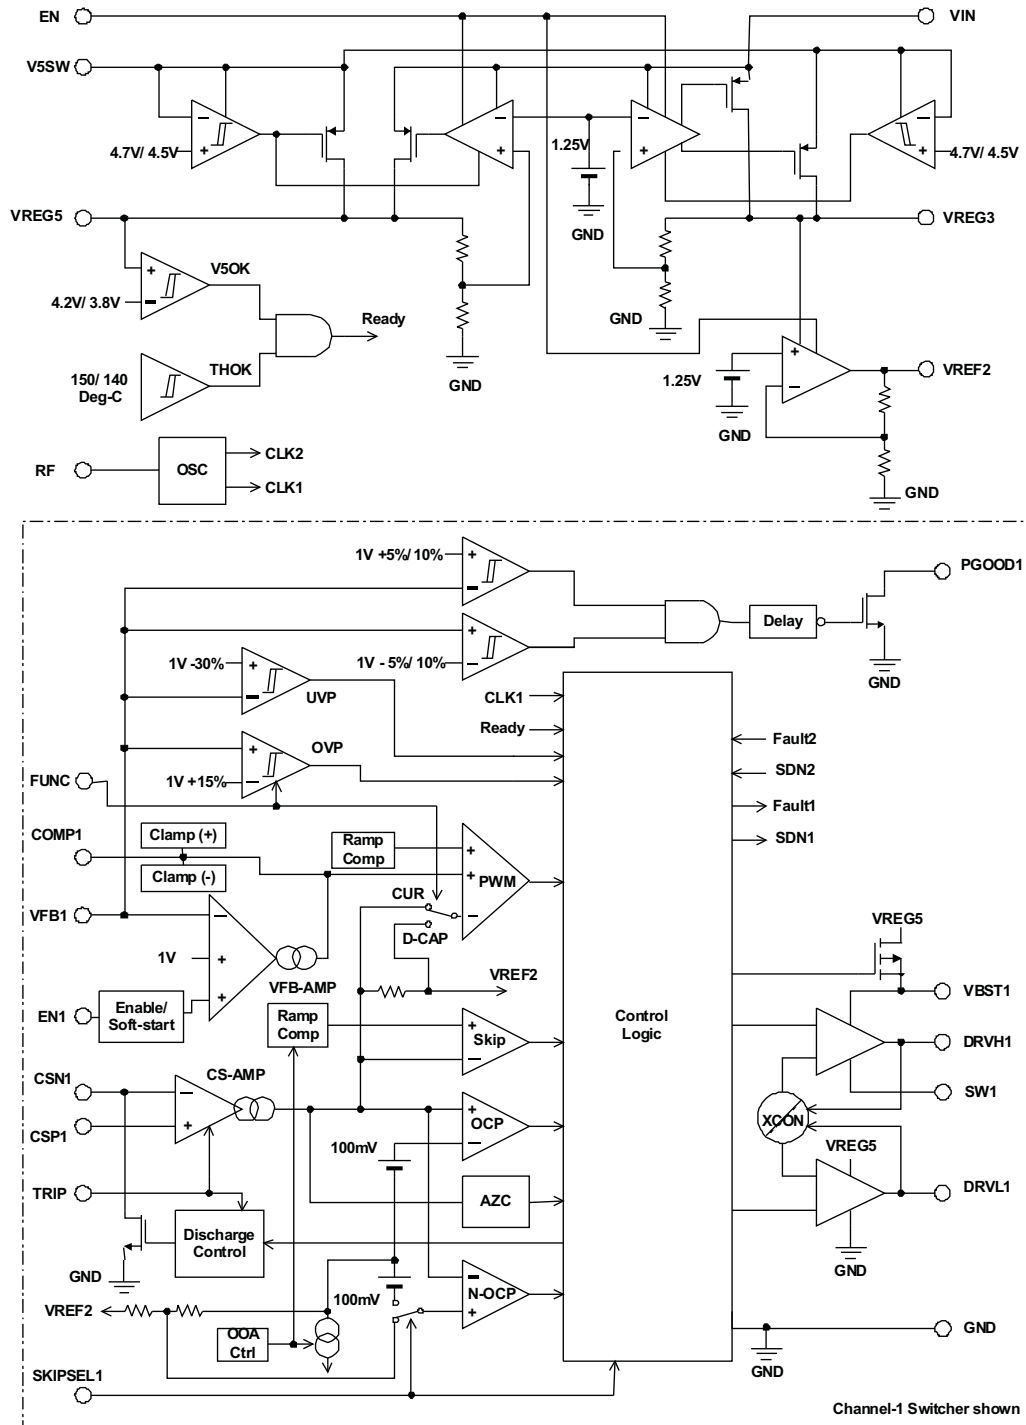 EN
VIN
V5SW
4.7V/ 4.5V
1.25V
4.7V/ 4.5V
VREG5
VREG3
GND
V5OK
4.2V/ 3.8V
Ready
GND
THOK
150/ 140
Deg-C
GND
1.25V
VREF2
GND
RF
OSC
CLK2
CLK1
GND
1V +5%/ 10%
PGOOD1
Delay
1V - 5%/ 10%
GND
1V -30%
UVP
CLK1
Ready
OVP
Fault2
FUNC
1V +15%
SDN2
Fault1
COMP1
Clamp (+)
Ramp
Comp
SDN1
Clamp (-)
PWM
CUR
VFB1
D-CAP
VREG5
1V
VREF2
VFB-AMP
VBST1
EN1
Enable/
Soft-start
Ramp
Comp
Control
Logic
Skip
DRVH1
CSN1
CS-AMP
SW1
OCP
XCON
CSP1
100mV
VREG5
TRIP
AZC
DRVL1
Discharge
Control
GND
GND
100mV
N-OCP
VREF2
OOA
Ctrl
GND
GND
SKIPSEL1
Channel-1 Switcher shown